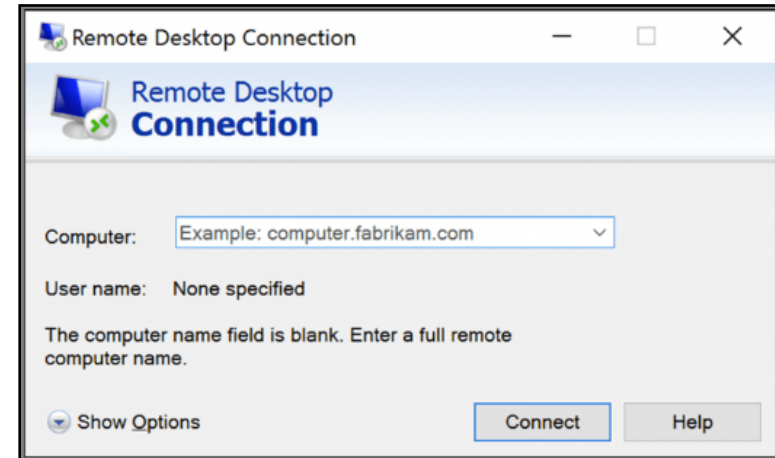 Remote Desktop Connection
Remote Desktop
Connection
Computer: Example: computer.fabrikam.com
User name: None specified
The computer name field is blank. Enter a full remote
computer name.
Show Options Connect Help